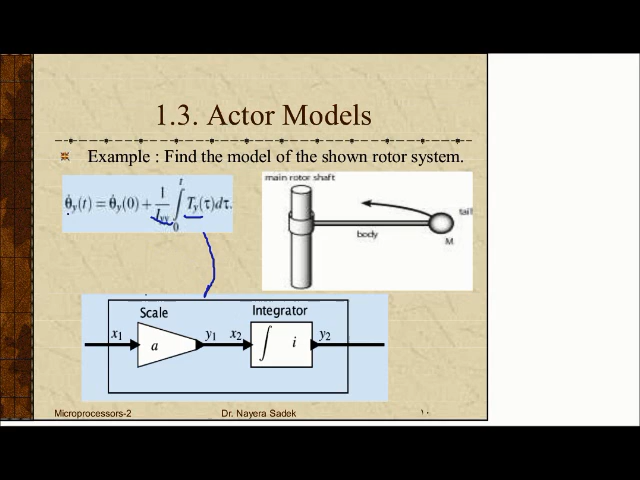 1.3. Actor Models
Example : Find the model of the shown rotor system.
θ̇y(t) = θ̇y(0) + 1/Iyy ∫0t Ty(τ)dτ.
main rotor shaft
tail
body
M
Scale
Integrator
x1
a
y1
x2
∫ i
y2
Microprocessors-2
Dr. Nayera Sadek
١٠